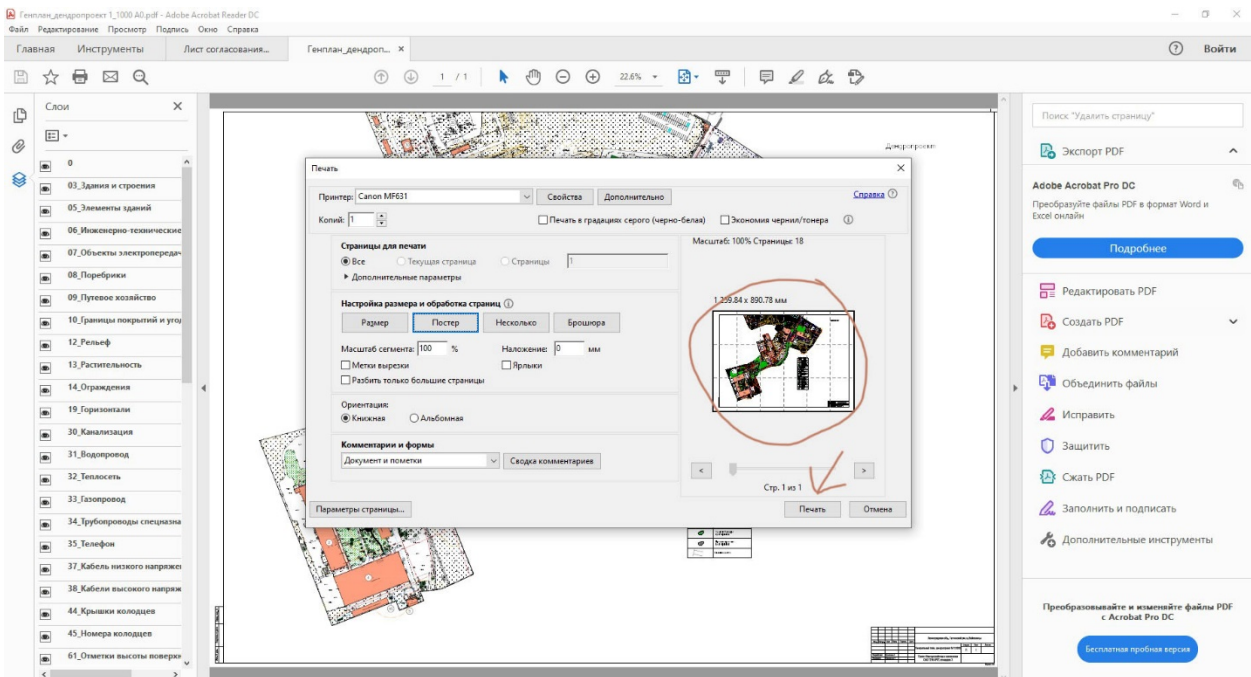 Генплан_дендропроект 1_1000 А0.pdf - Adobe Acrobat Reader DC
Файл Редактирование Просмотр Подпись Окно Справка
Главная Инструменты Лист согласования... Генплан_дендроп... × Войти
1 / 1 22.6%
Слои
0
03_Здания и строения
05_Элементы зданий
06_Инженерно-технические
07_Объекты электропередач
08_Поребрики
09_Путевое хозяйство
10_Границы покрытий и угод
12_Рельеф
13_Растительность
14_Ограждения
19_Горизонтали
30_Канализация
31_Водопровод
32_Теплосеть
33_Газопровод
34_Трубопроводы спецназна
35_Телефон
37_Кабель низкого напряжен
38_Кабели высокого напряж
44_Крышки колодцев
45_Номера колодцев
61_Отметки высоты поверхн
Дендропроект
Печать
Принтер: Canon MF631 Свойства Дополнительно Справка
Копий: 1 Печать в градациях серого (черно-белая) Экономия чернил/тонера
Страницы для печати
Все Текущая страница Страницы 1
Дополнительные параметры
Настройка размера и обработка страниц
Размер Постер Несколько Брошюра
Масштаб сегмента: 100 % Наложение: 0 мм
Метки вырезки Ярлыки
Разбить только большие страницы
Ориентация:
Книжная Альбомная
Комментарии и формы
Документ и пометки Сводка комментариев
Масштаб: 100% Страницы: 18
1 259.84 x 890.78 мм
< >
Стр. 1 из 1
Параметры страницы... Печать Отмена
Поиск "Удалить страницу"
Экспорт PDF
Adobe Acrobat Pro DC
Преобразуйте файлы PDF в формат Word и
Excel онлайн
Подробнее
Редактировать PDF
Создать PDF
Добавить комментарий
Объединить файлы
Исправить
Защитить
Сжать PDF
Заполнить и подписать
Дополнительные инструменты
Преобразовывайте и изменяйте файлы PDF
с Acrobat Pro DC
Бесплатная пробная версия